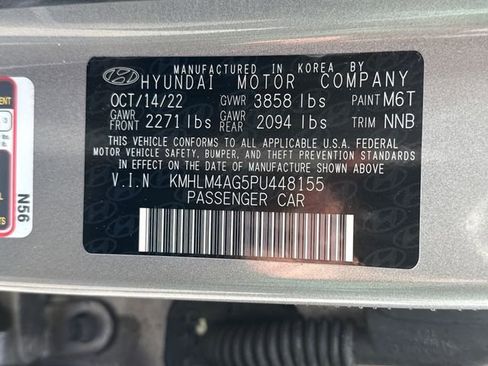 MANUFACTURED IN KOREA BY
HYUNDAI MOTOR COMPANY
OCT/14/22 GVWR 3858 lbs PAINT M6T
GAWR FRONT 2271 lbs GAWR REAR 2094 lbs TRIM NNB
THIS VEHICLE CONFORMS TO ALL APPLICABLE U.S.A. FEDERAL
MOTOR VEHICLE SAFETY, BUMPER, AND THEFT PREVENTION
STANDARDS IN EFFECT ON THE DATE OF MANUFACTURE SHOWN ABOVE
V.I.N KMHLM4AG5PU448155
PASSENGER CAR
N56